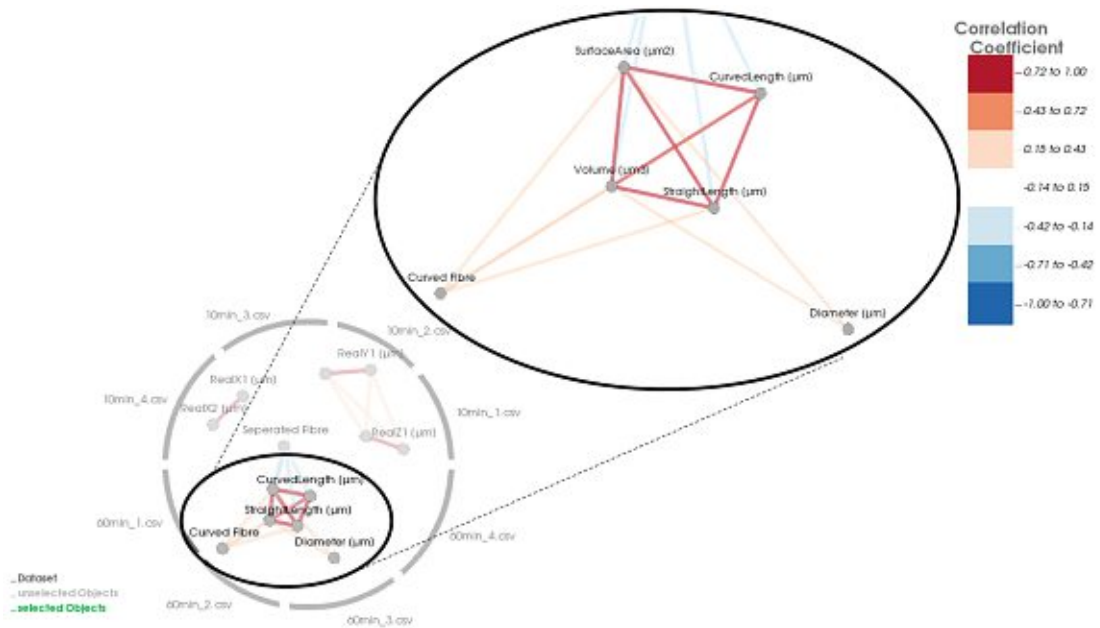 Correlation
Coefficient
0.72 to 1.00
0.43 to 0.72
0.15 to 0.43
-0.14 to 0.15
-0.42 to -0.14
-0.71 to -0.42
-1.00 to -0.71
SurfaceArea (µm2)
CurvedLength (µm)
Volume (µm3)
StraightLength (µm)
Curved Fibre
Diameter (µm)
10min_3.csv
10min_2.csv
RealY1 (µm)
RealX1 (µm)
10min_4.csv
RealX2 (µm)
10min_1.csv
Seperated Fibre
RealZ1 (µm)
CurvedLength (µm)
StraightLength (µm)
60min_1.csv
Curved Fibre
Diameter (µm)
60min_4.csv
Dataset
unselected Objects
selected Objects
60min_2.csv
60min_3.csv